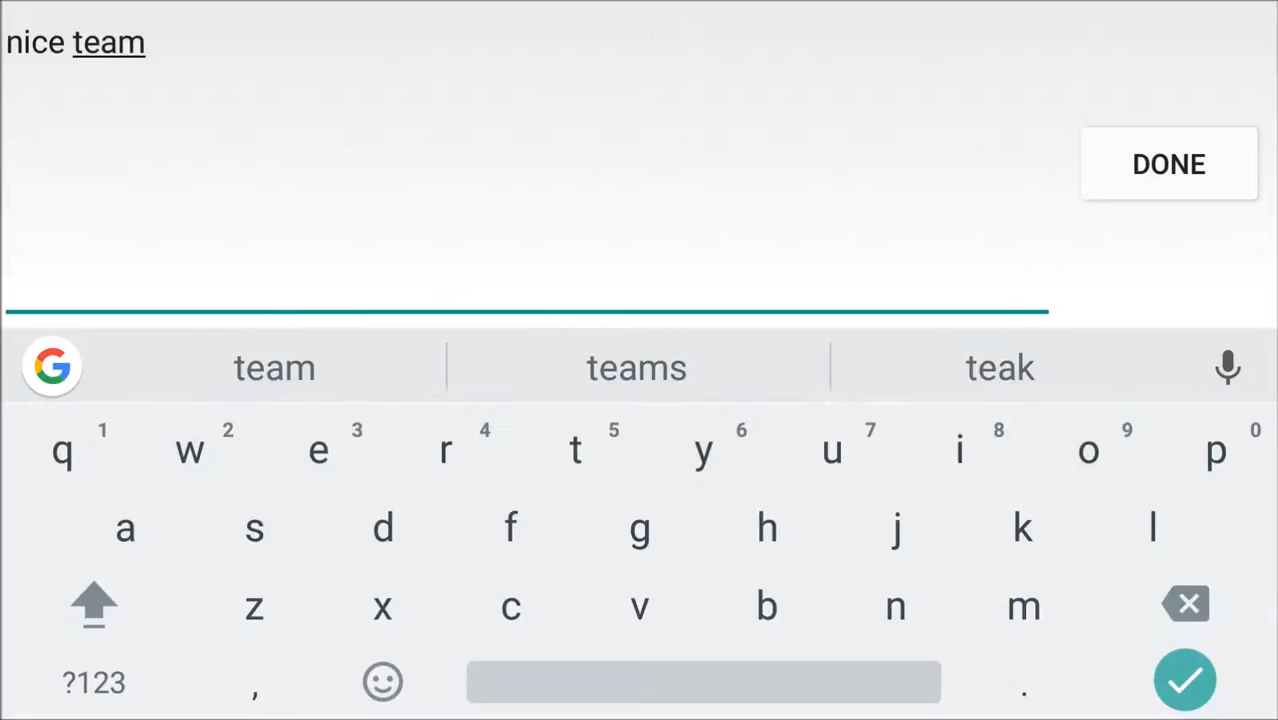 nice team
DONE
team teams teak
q 1 w 2 e 3 r 4 t 5 y 6 u 7 i 8 o 9 p 0
a s d f g h j k l
z x c v b n m
?123 , .